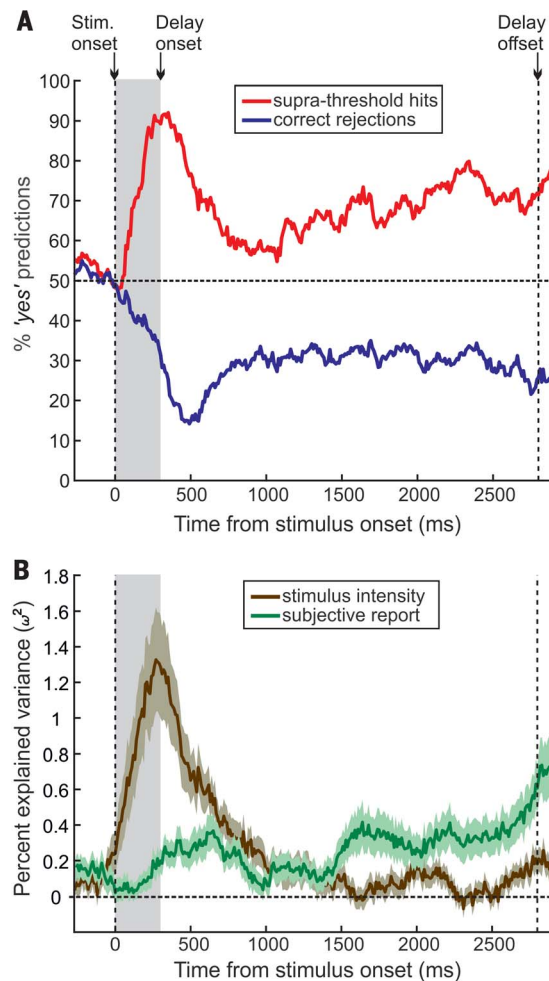 A
Stim. onset
Delay onset
Delay offset
supra-threshold hits
correct rejections
% 'yes' predictions
100
90
80
70
60
50
40
30
20
10
0
0 500 1000 1500 2000 2500
Time from stimulus onset (ms)
B
stimulus intensity
subjective report
Percent explained variance (ω²)
1.8
1.6
1.4
1.2
1
0.8
0.6
0.4
0.2
0
0 500 1000 1500 2000 2500
Time from stimulus onset (ms)